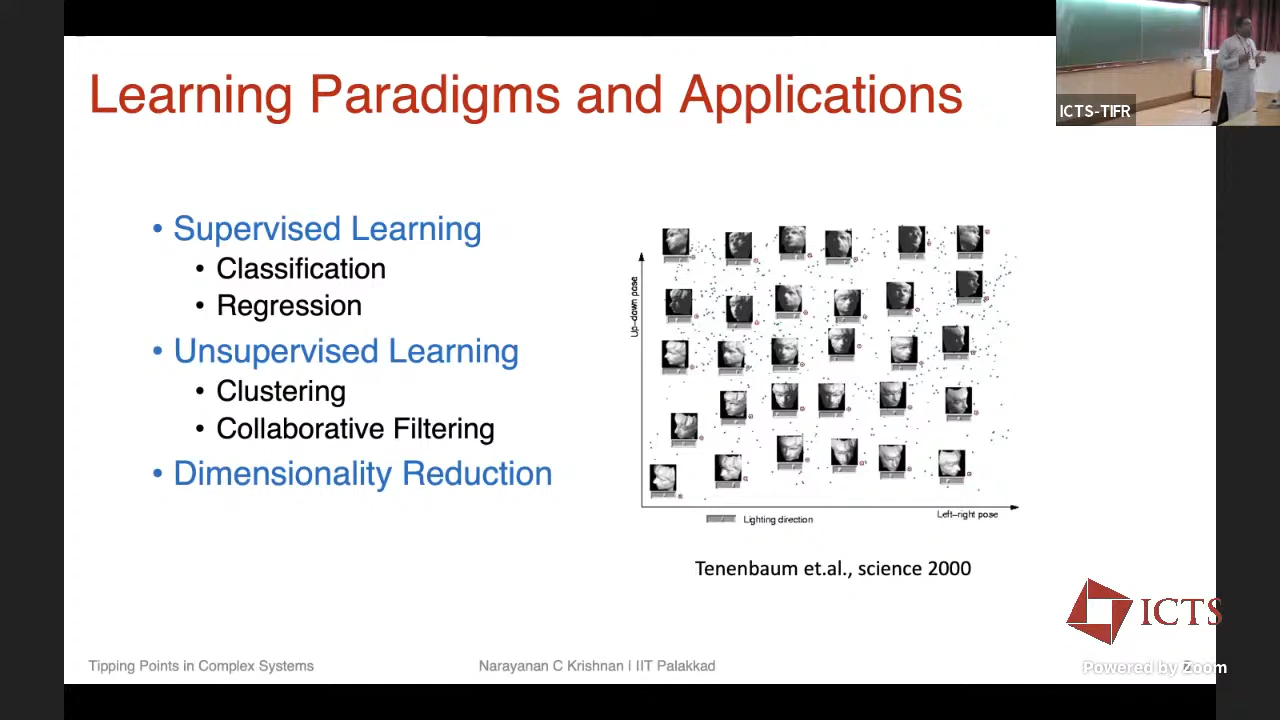 Learning Paradigms and Applications
ICTS-TIFR
• Supervised Learning
• Classification
• Regression
• Unsupervised Learning
• Clustering
• Collaborative Filtering
• Dimensionality Reduction
Up-down pose
Lighting direction
Left-right pose
Tenenbaum et.al., science 2000
ICTS
Tipping Points in Complex Systems
Narayanan C Krishnan | IIT Palakkad
Powered by Zoom